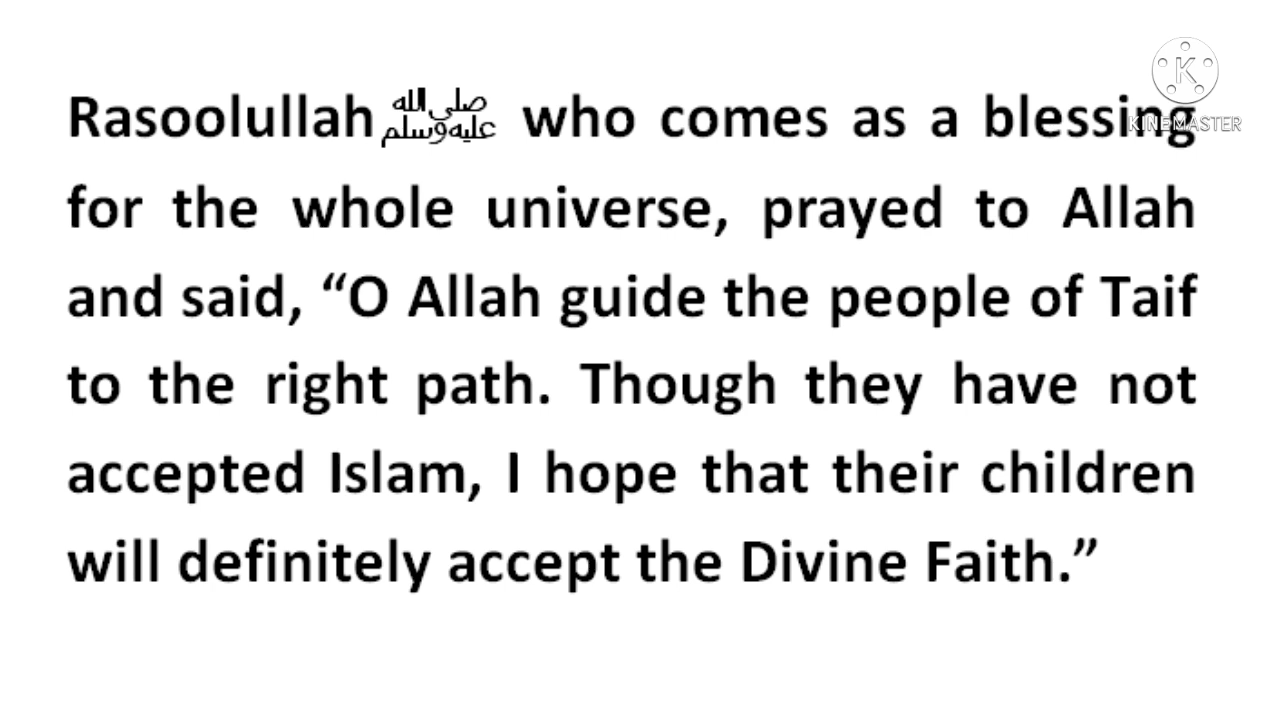 Rasoolullah ﷺ who comes as a blessing
KINEMASTER
for the whole universe, prayed to Allah
and said, “O Allah guide the people of Taif
to the right path. Though they have not
accepted Islam, I hope that their children
will definitely accept the Divine Faith.”